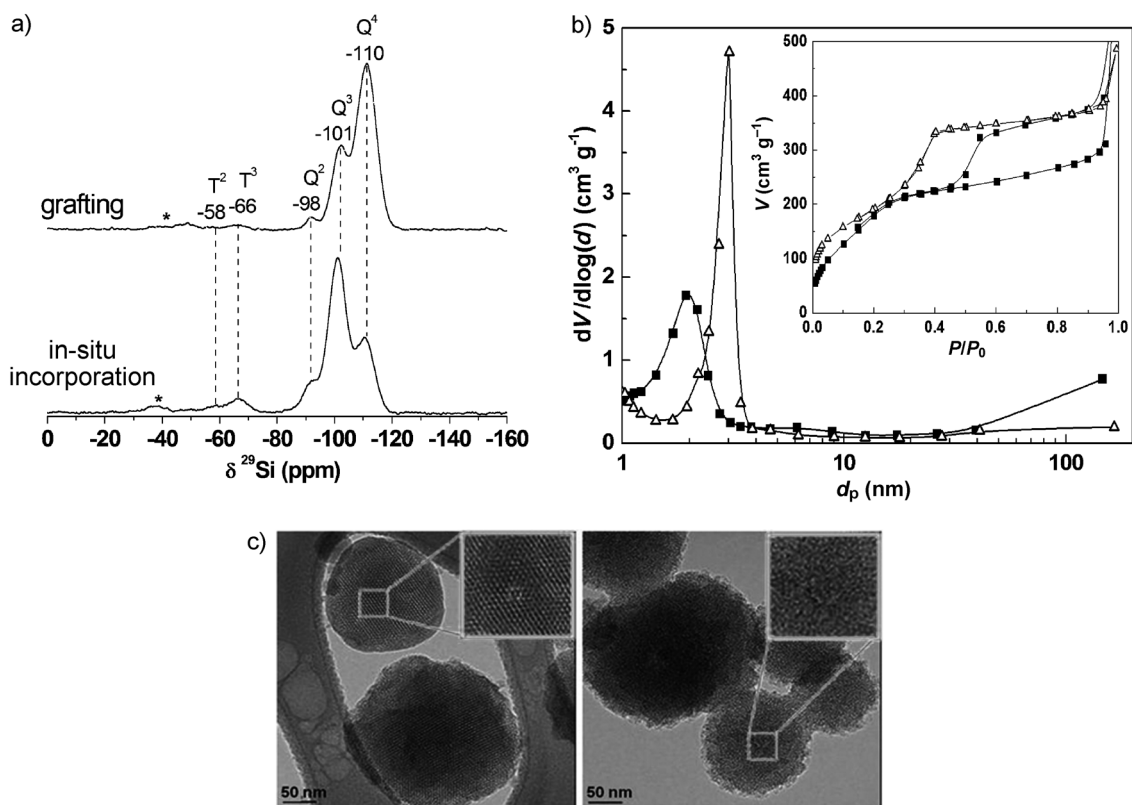 a)
Q⁴
-110
Q³
-101
T² T³ Q²
-58 -66 -98
grafting
*
in-situ
incorporation
*
0 -20 -40 -60 -80 -100 -120 -140 -160
δ ²⁹Si (ppm)
b)
5
4
3
2
1
0
dV/dlog(d) (cm³ g⁻¹)
1 10 100
dₚ (nm)
500
400
300
200
100
0
V (cm³ g⁻¹)
0.0 0.2 0.4 0.6 0.8 1.0
P/P₀
c)
50 nm
50 nm